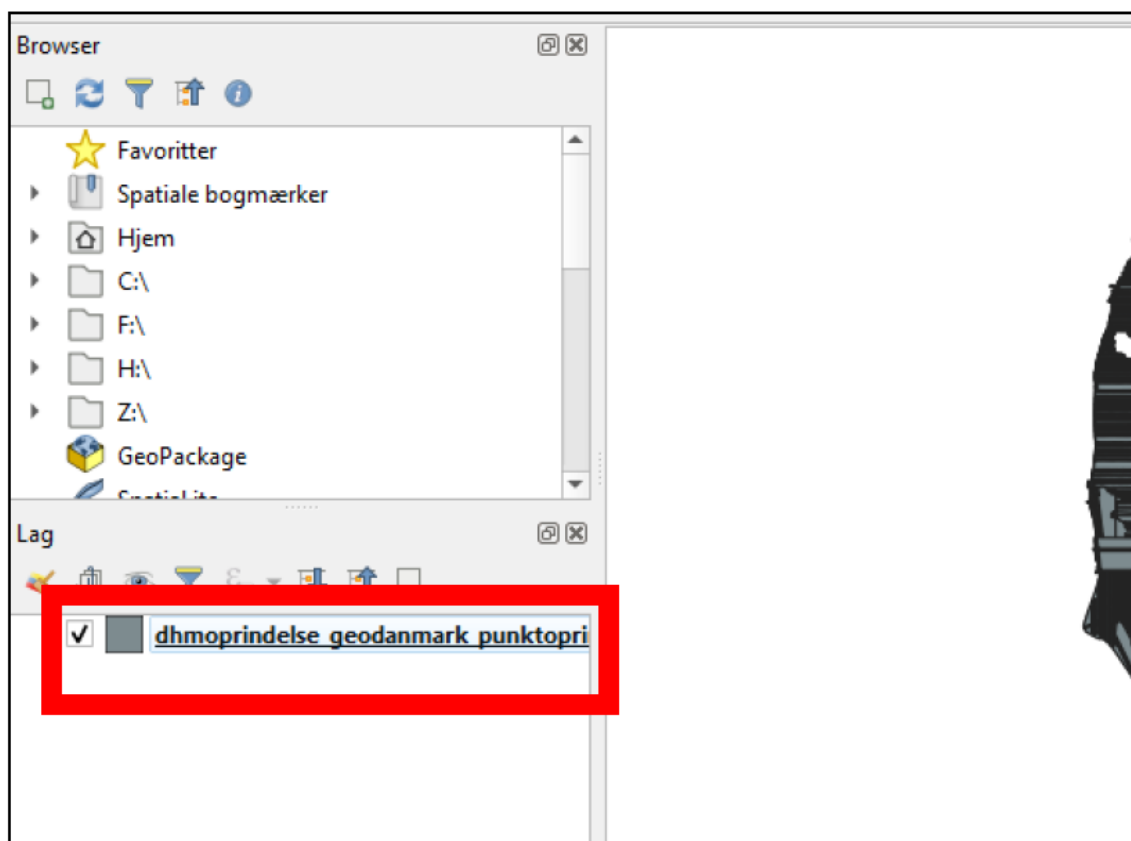 Browser
Favoritter
Spatiale bogmærker
Hjem
C:\
F:\
H:\
Z:\
GeoPackage
Lag
dhmoprindelse_geodanmark_punktopri